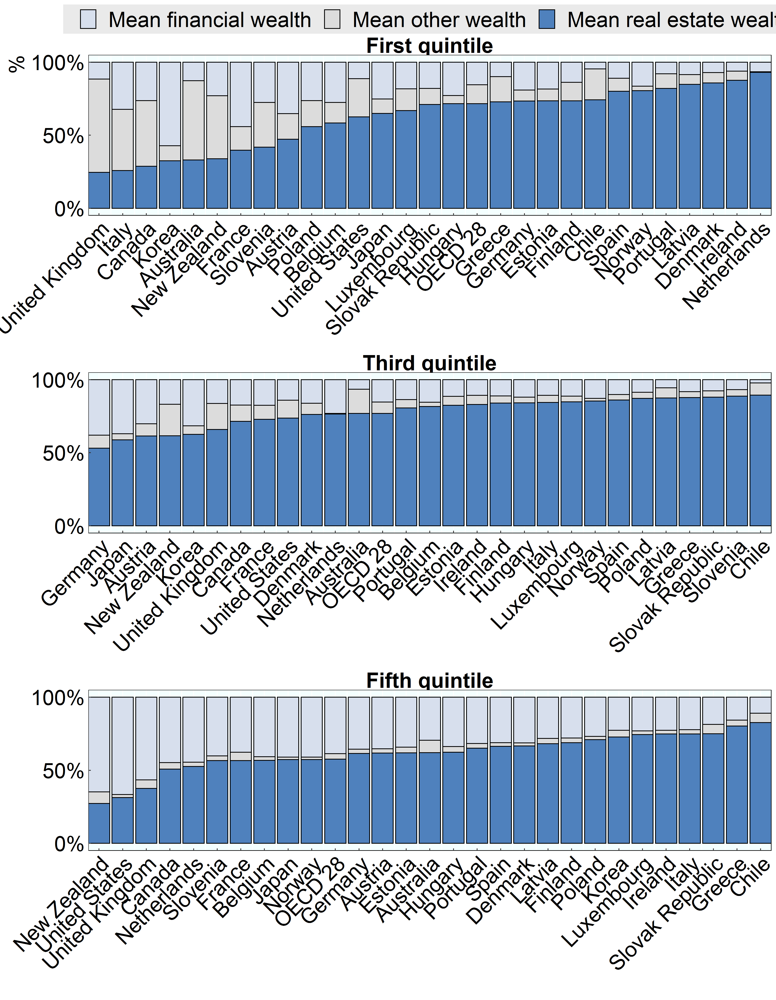 Mean financial wealth Mean other wealth Mean real estate wealt
First quintile
%
100%
50%
0%
United Kingdom
Italy
Canada
Korea
Australia
New Zealand
France
Slovenia
Austria
Poland
Belgium
United States
Japan
Luxembourg
Slovak Republic
Hungary
OECD 28
Greece
Germany
Estonia
Finland
Chile
Spain
Norway
Portugal
Latvia
Denmark
Ireland
Netherlands
Third quintile
100%
50%
0%
Germany
Japan
Austria
New Zealand
Korea
United Kingdom
Canada
France
United States
Denmark
Netherlands
Australia
OECD 28
Portugal
Belgium
Estonia
Ireland
Finland
Hungary
Italy
Luxembourg
Norway
Spain
Poland
Latvia
Greece
Slovak Republic
Slovenia
Chile
Fifth quintile
100%
50%
0%
New Zealand
United States
United Kingdom
Canada
Netherlands
Slovenia
France
Belgium
Japan
Norway
OECD 28
Germany
Austria
Estonia
Australia
Hungary
Portugal
Spain
Denmark
Latvia
Finland
Poland
Korea
Luxembourg
Ireland
Italy
Slovak Republic
Greece
Chile